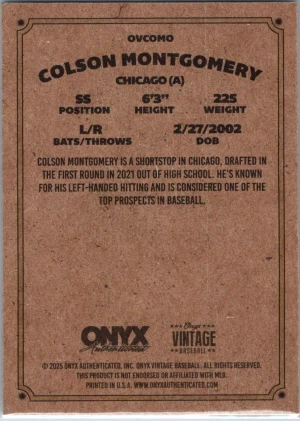 OVCOMO
COLSON MONTGOMERY
CHICAGO (A)
SS 6'3" 225
POSITION HEIGHT WEIGHT
L/R 2/27/2002
BATS/THROWS DOB
COLSON MONTGOMERY IS A SHORTSTOP IN CHICAGO, DRAFTED IN
THE FIRST ROUND IN 2021 OUT OF HIGH SCHOOL. HE'S KNOWN
FOR HIS LEFT-HANDED HITTING AND IS CONSIDERED ONE OF THE
TOP PROSPECTS IN BASEBALL.
ONYX
Authenticated
Onyx
VINTAGE
BASEBALL
© 2025 ONYX AUTHENTICATED, INC. ONYX VINTAGE BASEBALL. ALL RIGHTS RESERVED.
THIS PRODUCT IS NOT ENDORSED OR AFFILIATED WITH MLB.
PRINTED IN U.S.A. WWW.ONYXAUTHENTICATED.COM